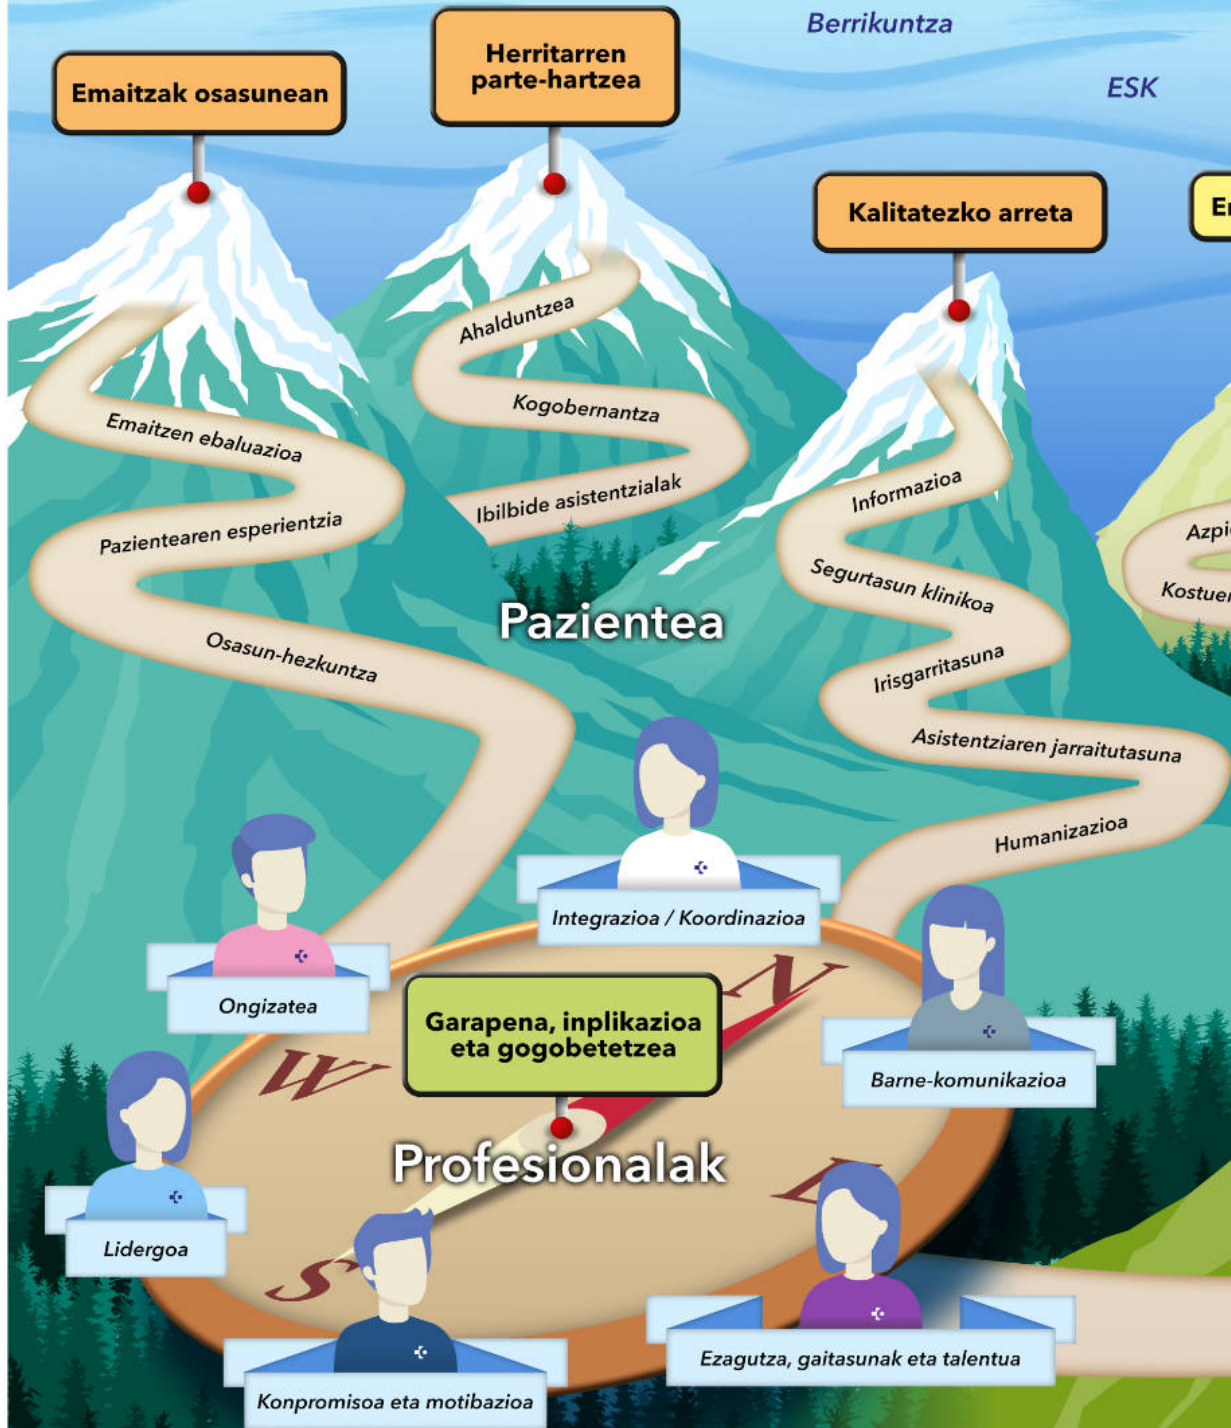 Berrikuntza
ESK
Emaitzak osasunean
Herritarren
parte-hartzea
Kalitatezko arreta
Ahalduntzea
Kogobernantza
Ibilbide asistentzialak
Emaitzen ebaluazioa
Pazientearen esperientzia
Osasun-hezkuntza
Informazioa
Segurtasun klinikoa
Irisgarritasuna
Asistentziaren jarraitutasuna
Humanizazioa
Pazientea
Integrazioa / Koordinazioa
Ongizatea
Garapena, inplikazioa
eta gogobetetzea
Barne-komunikazioa
N
W
S
Profesionalak
Lidergoa
Konpromisoa eta motibazioa
Ezagutza, gaitasunak eta talentua